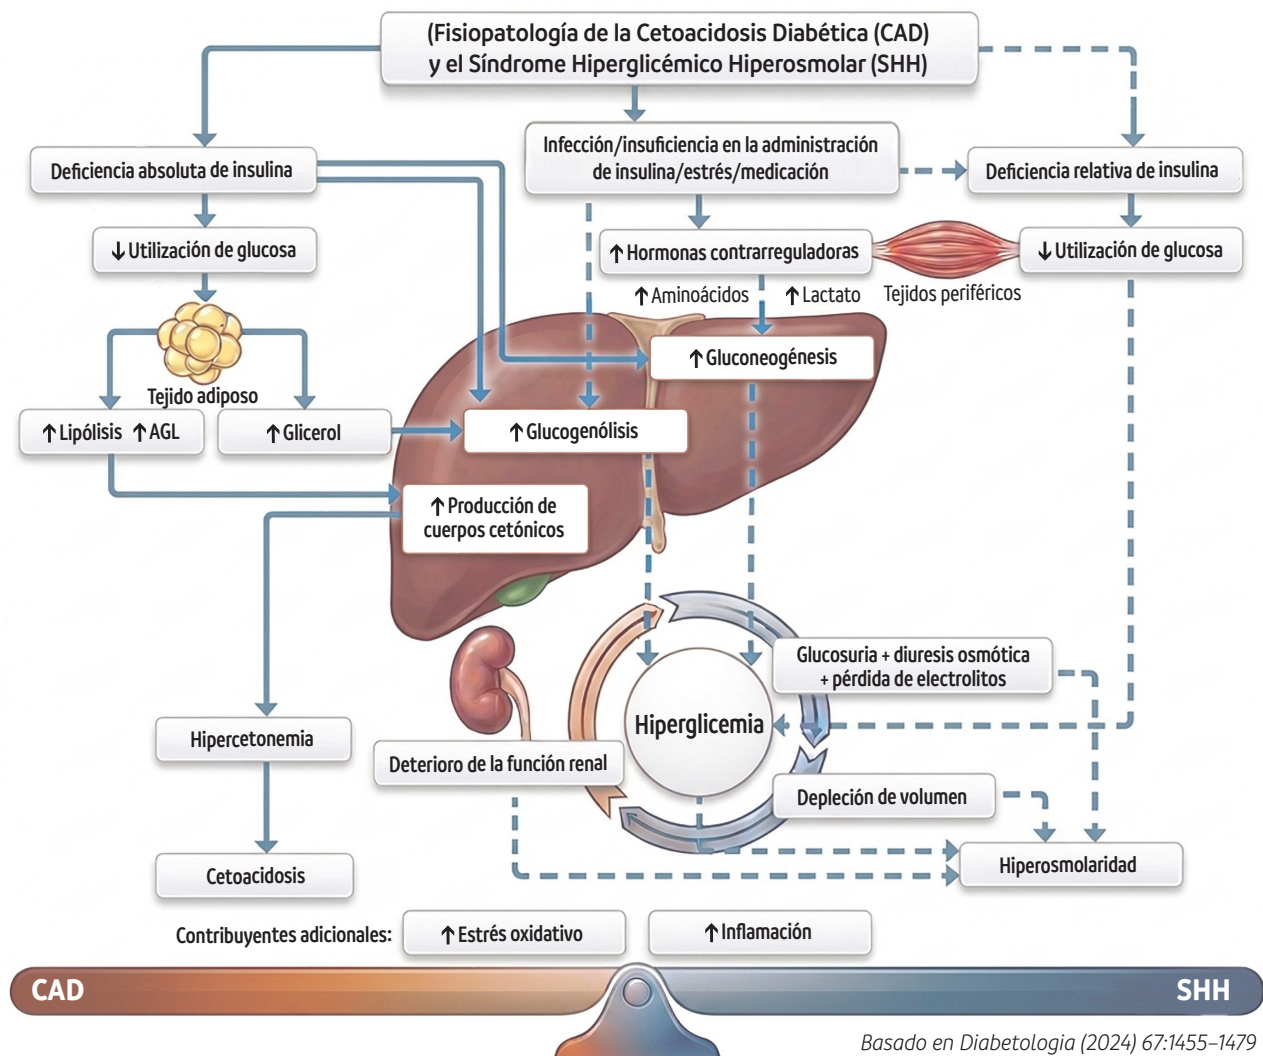 (Fisiopatología de la Cetoacidosis Diabética (CAD)
y el Síndrome Hiperglicémico Hiperosmolar (SHH)
Infección/insuficiencia en la administración
de insulina/estrés/medicación
Deficiencia absoluta de insulina
Deficiencia relativa de insulina
↓ Utilización de glucosa
↑ Hormonas contrarreguladoras
↓ Utilización de glucosa
↑ Aminoácidos
↑ Lactato
Tejidos periféricos
↑ Gluconeogénesis
Tejido adiposo
↑ Lipólisis ↑ AGL
↑ Glicerol
↑ Glucogenólisis
↑ Producción de
cuerpos cetónicos
Glucosuria + diuresis osmótica
+ pérdida de electrolitos
Hiperglicemia
Hipercetonemia
Deterioro de la función renal
Depleción de volumen
Cetoacidosis
Hiperosmolaridad
Contribuyentes adicionales:
↑ Estrés oxidativo
↑ Inflamación
CAD
SHH
Basado en Diabetologia (2024) 67:1455–1479